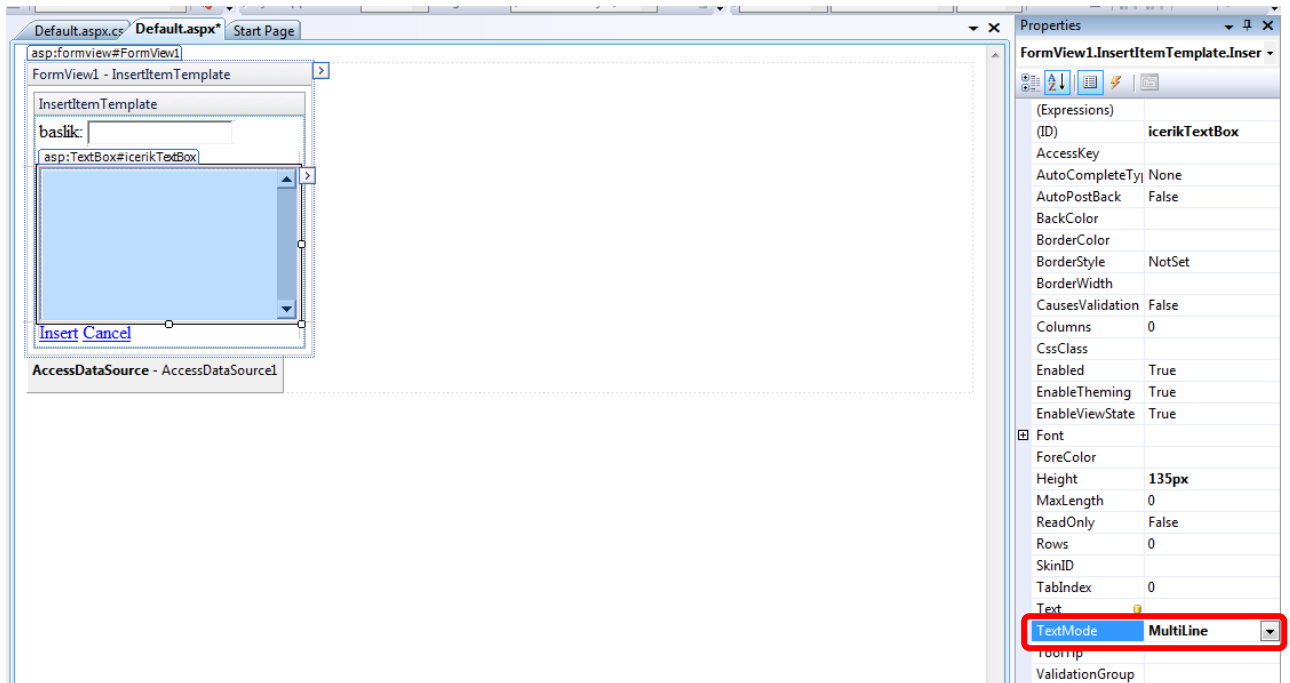 Default.aspx.cs Default.aspx* Start Page
asp:formview#FormView1
FormView1 - InsertItemTemplate
InsertItemTemplate
baslik:
asp:TextBox#icerikTextBox
Insert Cancel
AccessDataSource - AccessDataSource1
Properties
FormView1.InsertItemTemplate.Inser
(Expressions)
(ID) icerikTextBox
AccessKey
AutoCompleteTy None
AutoPostBack False
BackColor
BorderColor
BorderStyle NotSet
BorderWidth
CausesValidation False
Columns 0
CssClass
Enabled True
EnableTheming True
EnableViewState True
Font
ForeColor
Height 135px
MaxLength 0
ReadOnly False
Rows 0
SkinID
TabIndex 0
Text
TextMode MultiLine
ToolTip
ValidationGroup